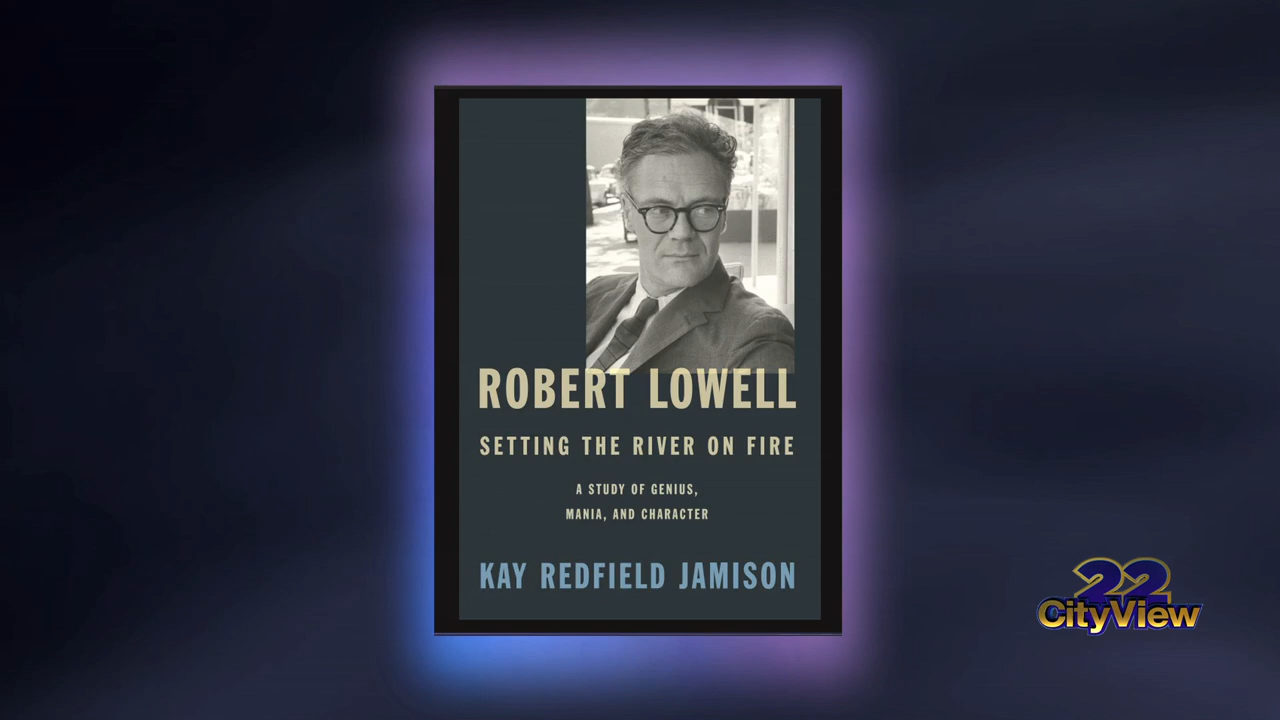 ROBERT LOWELL
SETTING THE RIVER ON FIRE
A STUDY OF GENIUS,
MANIA, AND CHARACTER
KAY REDFIELD JAMISON
22
CityView